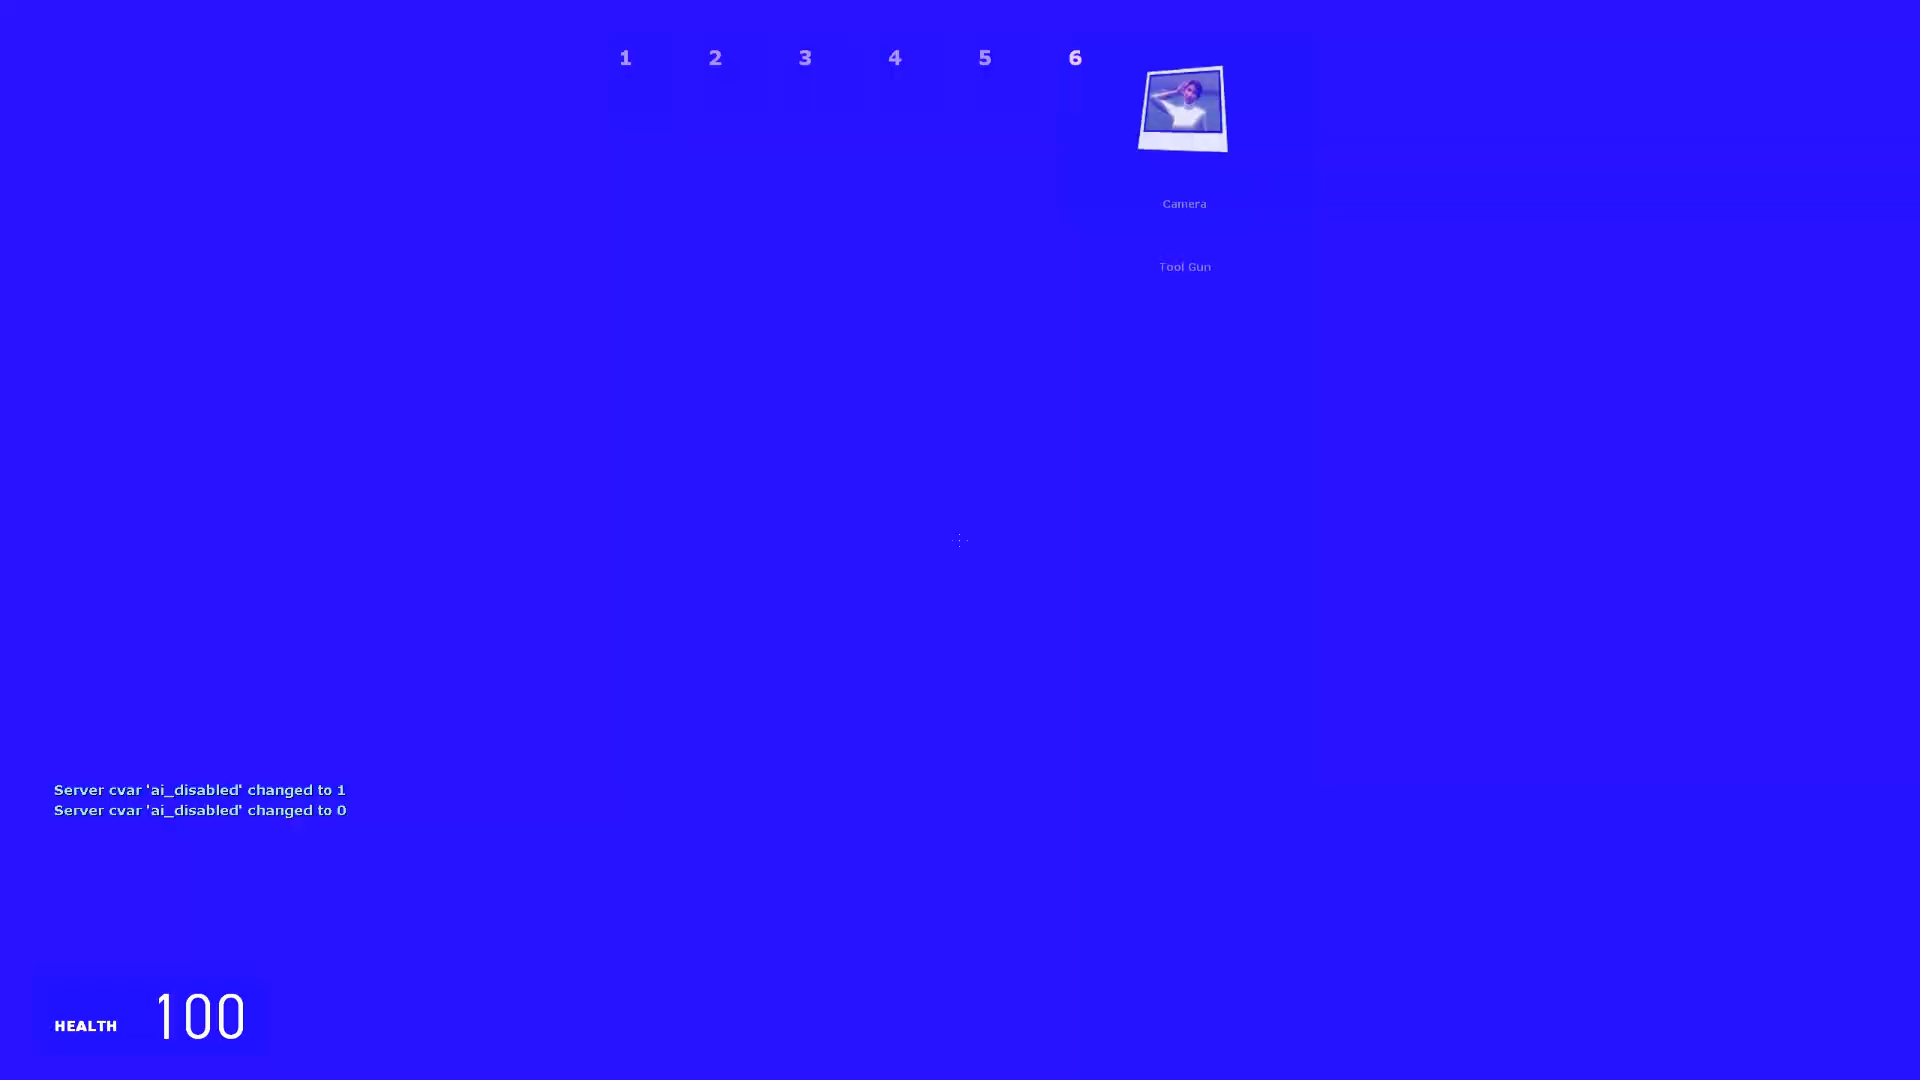 1 2 3 4 5 6
Camera
Tool Gun
Server cvar 'ai_disabled' changed to 1
Server cvar 'ai_disabled' changed to 0
HEALTH 100